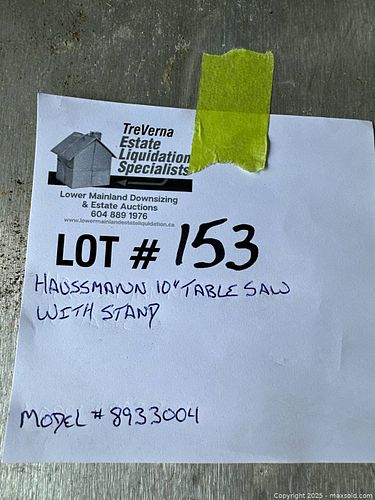 TreVerna
Estate
Liquidation
Specialists
Lower Mainland Downsizing
& Estate Auctions
604 889 1976
www.lowermainlandestateliquidation.ca
LOT # 153
HAUSSMANN 10" TABLE SAW
WITH STAND
MODEL # 8933004
Copyright 2025 - maxsold.com